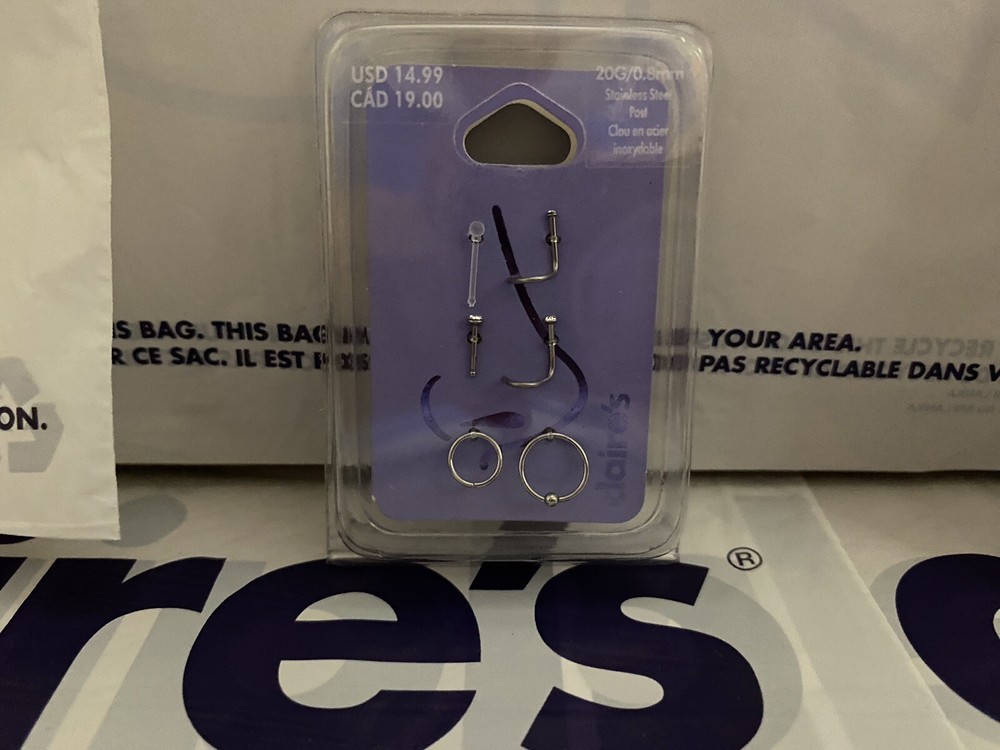 USD 14.99
CAD 19.00
20G/0.8mm
Stainless Steel
Post
Clou en acier
inoxydable
S BAG. THIS BAG
YOUR AREA.
R CE SAC. IL EST
PAS RECYCLABLE DANS V
ON.
claire's
re's
®